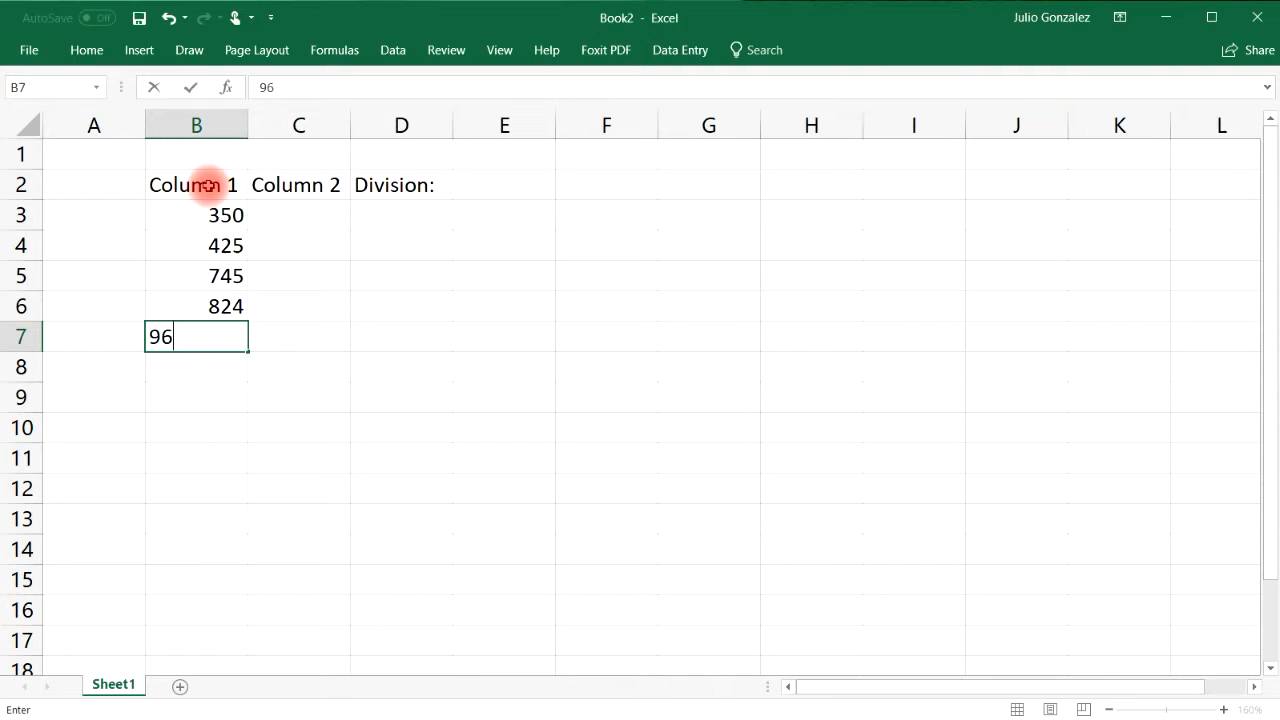 AutoSave Off Book2 - Excel Julio Gonzalez
File Home Insert Draw Page Layout Formulas Data Review View Help Foxit PDF Data Entry Search Share
B7 fx 96
A B C D E F G H I J K L
1
2 Column 1 Column 2 Division:
3 350
4 425
5 745
6 824
7 96
8
9
10
11
12
13
14
15
16
17
18
Sheet1
Enter 160%